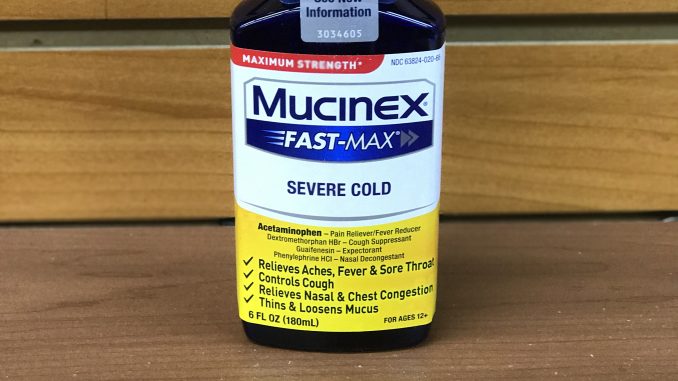 See New
Information
3034605
MAXIMUM STRENGTH*
NDC 63824-020-66
Mucinex®
FAST-MAX®
SEVERE COLD
Acetaminophen – Pain Reliever/Fever Reducer
Dextromethorphan HBr – Cough Suppressant
Guaifenesin – Expectorant
Phenylephrine HCl – Nasal Decongestant
✓ Relieves Aches, Fever & Sore Throat
✓ Controls Cough
✓ Relieves Nasal & Chest Congestion
✓ Thins & Loosens Mucus
6 FL OZ (180mL)
FOR AGES 12+